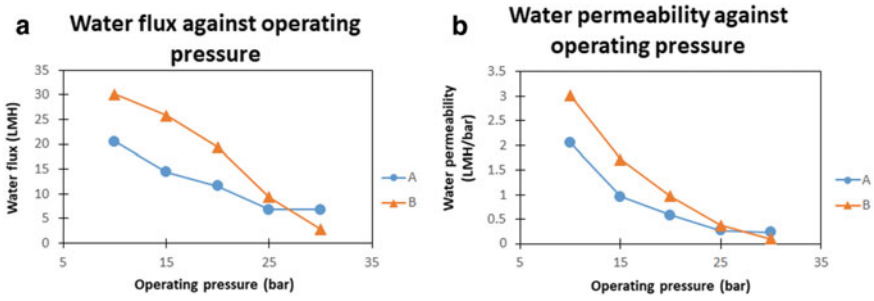 a
Water flux against operating
pressure
Water flux (LMH)
35
30
25
20
15
10
5
0
5
15
25
35
Operating pressure (bar)
A
B
b
Water permeability against
operating pressure
Water permeability
(LMH/bar)
3.5
3
2.5
2
1.5
1
0.5
0
5
15
25
35
Operating pressure (bar)
A
B